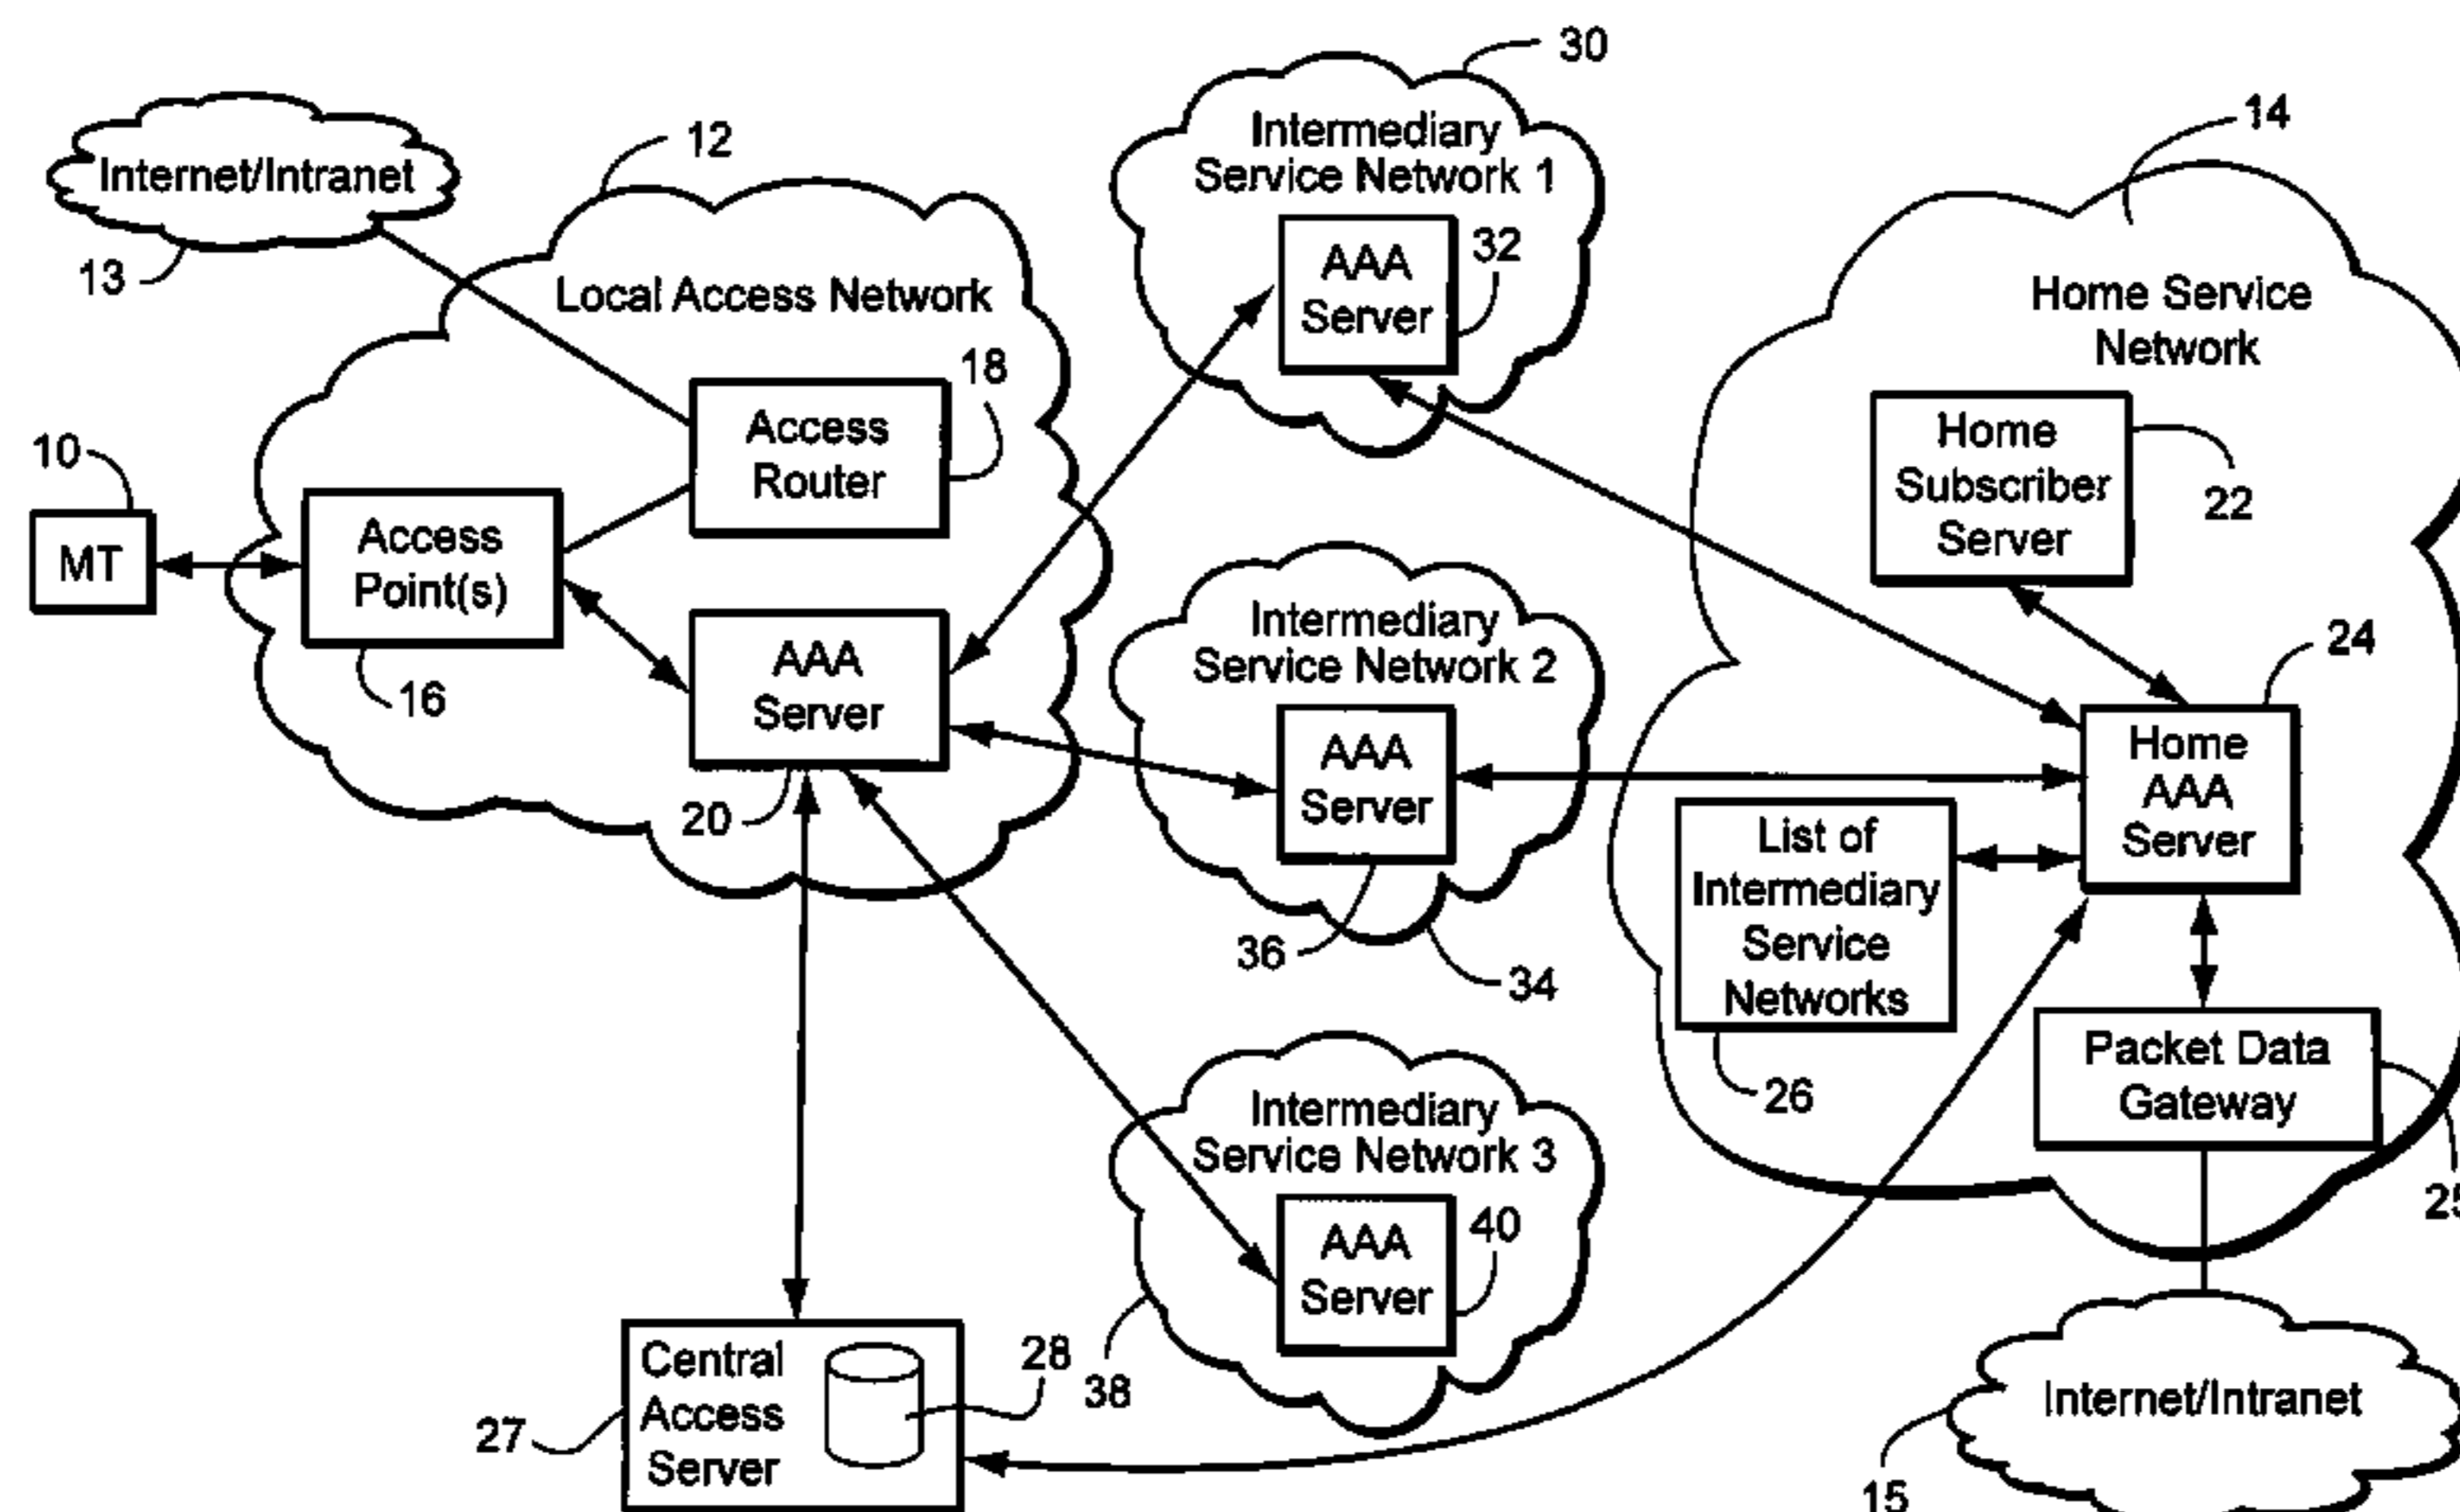 30
Intermediary
Service Network 1
AAA
Server
32
12
Internet/Intranet
13
Local Access Network
18
Access
Router
10
MT
Access
Point(s)
16
AAA
Server
20
Intermediary
Service Network 2
AAA
Server
36
34
Intermediary
Service Network 3
AAA
Server
40
38
Central
Access
Server
27
28
14
Home Service
Network
Home
Subscriber
Server
22
24
Home
AAA
Server
List of
Intermediary
Service
Networks
26
Packet Data
Gateway
25
Internet/Intranet
15